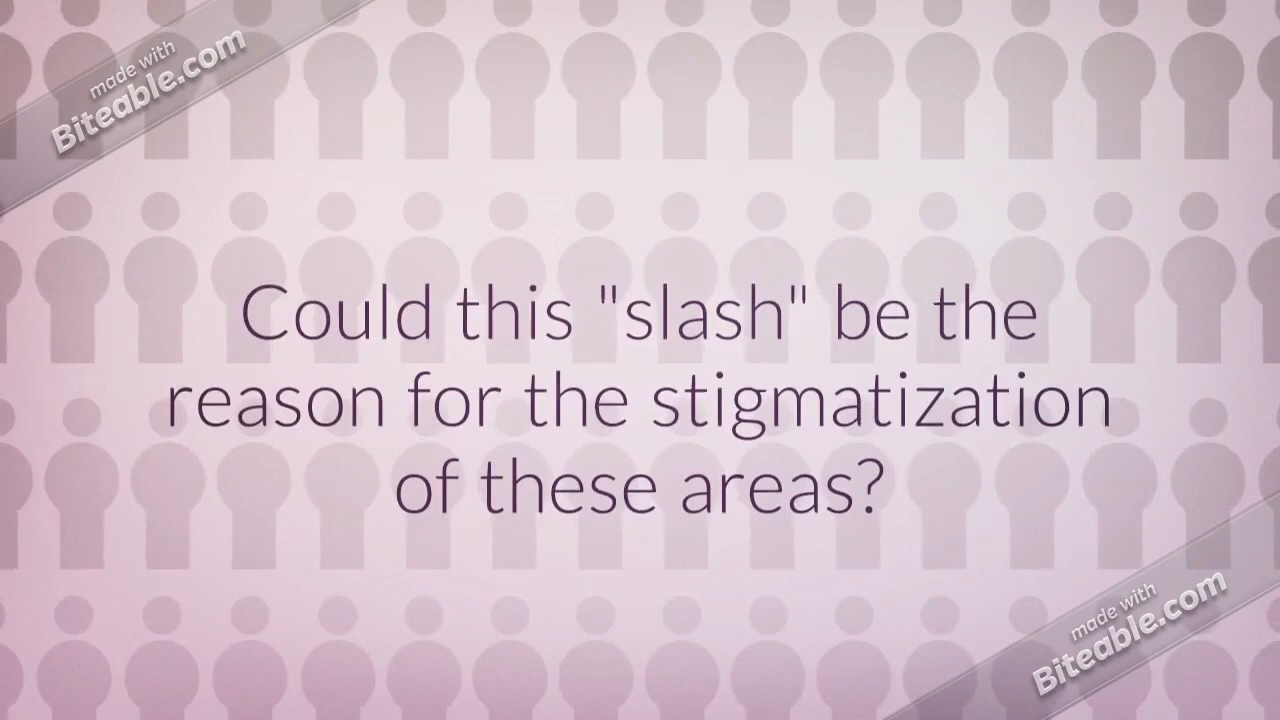 made with
Biteable.com
Could this "slash" be the
reason for the stigmatization
of these areas?
made with
Biteable.com